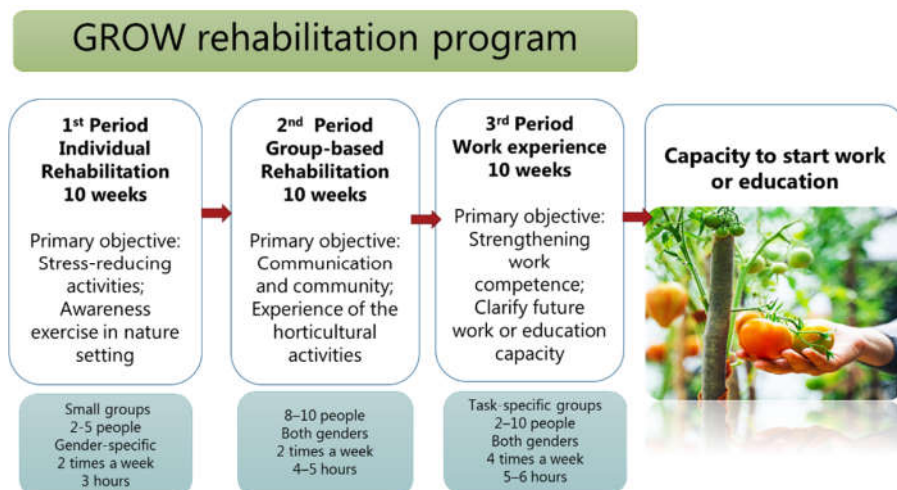 GROW rehabilitation program
1st Period
Individual
Rehabilitation
10 weeks
Primary objective:
Stress-reducing
activities;
Awareness
exercise in nature
setting
Small groups
2-5 people
Gender-specific
2 times a week
3 hours
2nd Period
Group-based
Rehabilitation
10 weeks
Primary objective:
Communication
and community;
Experience of the
horticultural
activities
8–10 people
Both genders
2 times a week
4–5 hours
3rd Period
Work experience
10 weeks
Primary objective:
Strengthening
work
competence;
Clarify future
work or education
capacity
Task-specific groups
2–10 people
Both genders
4 times a week
5–6 hours
Capacity to start work
or education